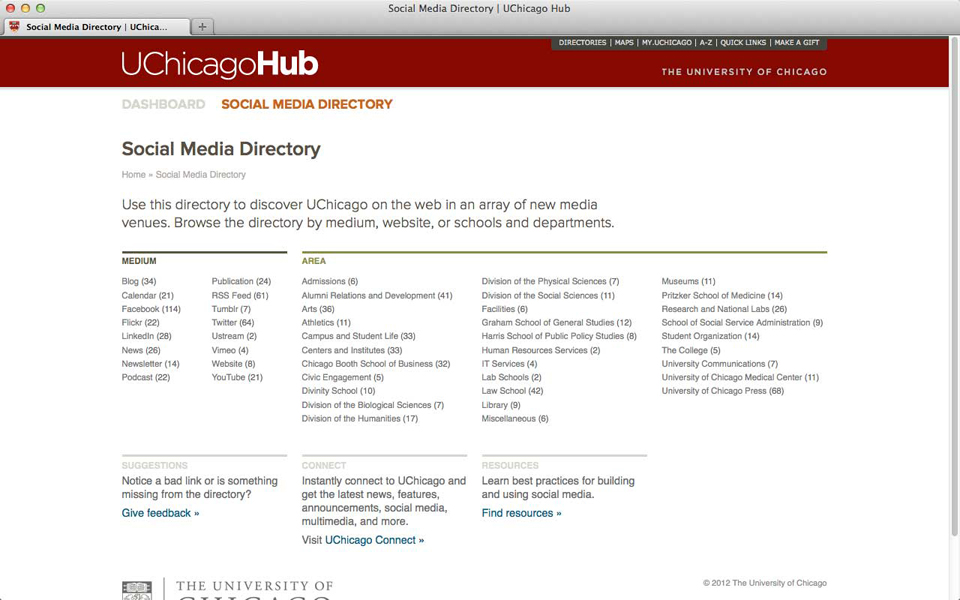 Social Media Directory | UChicago Hub
Social Media Directory | UChica...
DIRECTORIES | MAPS | MY.UCHICAGO | A-Z | QUICK LINKS | MAKE A GIFT
UChicagoHub
THE UNIVERSITY OF CHICAGO
DASHBOARD SOCIAL MEDIA DIRECTORY
Social Media Directory
Home » Social Media Directory
Use this directory to discover UChicago on the web in an array of new media
venues. Browse the directory by medium, website, or schools and departments.
MEDIUM
Blog (34)
Calendar (21)
Facebook (114)
Flickr (22)
LinkedIn (28)
News (26)
Newsletter (14)
Podcast (22)
Publication (24)
RSS Feed (61)
Tumblr (7)
Twitter (64)
Ustream (2)
Vimeo (4)
Website (8)
YouTube (21)
AREA
Admissions (6)
Alumni Relations and Development (41)
Arts (36)
Athletics (11)
Campus and Student Life (33)
Centers and Institutes (33)
Chicago Booth School of Business (32)
Civic Engagement (5)
Divinity School (10)
Division of the Biological Sciences (7)
Division of the Humanities (17)
Division of the Physical Sciences (7)
Division of the Social Sciences (11)
Facilities (6)
Graham School of General Studies (12)
Harris School of Public Policy Studies (8)
Human Resources Services (2)
IT Services (4)
Lab Schools (2)
Law School (42)
Library (9)
Miscellaneous (6)
Museums (11)
Pritzker School of Medicine (14)
Research and National Labs (26)
School of Social Service Administration (9)
Student Organization (14)
The College (5)
University Communications (7)
University of Chicago Medical Center (11)
University of Chicago Press (68)
SUGGESTIONS
Notice a bad link or is something
missing from the directory?
Give feedback »
CONNECT
Instantly connect to UChicago and
get the latest news, features,
announcements, social media,
multimedia, and more.
Visit UChicago Connect »
RESOURCES
Learn best practices for building
and using social media.
Find resources »
THE UNIVERSITY OF
CHICAGO
© 2012 The University of Chicago